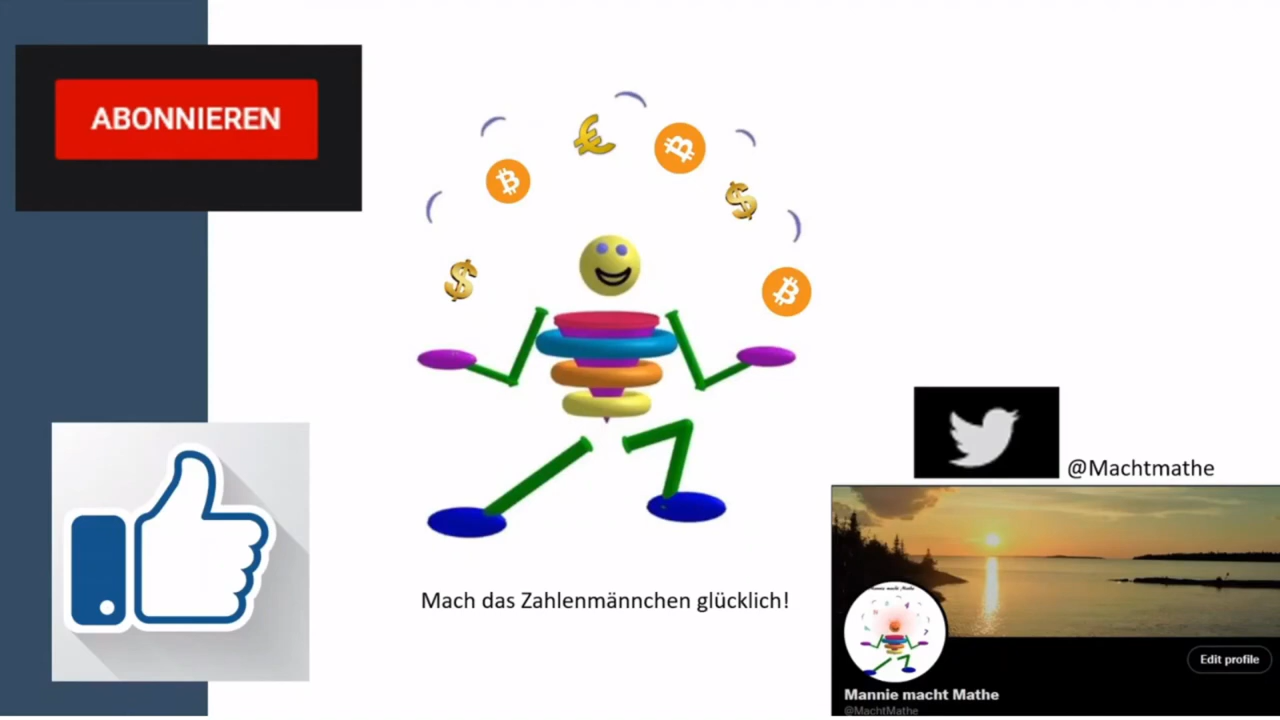 ABONNIEREN
@Machtmathe
Mach das Zahlenmännchen glücklich!
Edit profile
Mannie macht Mathe
@MachtMathe